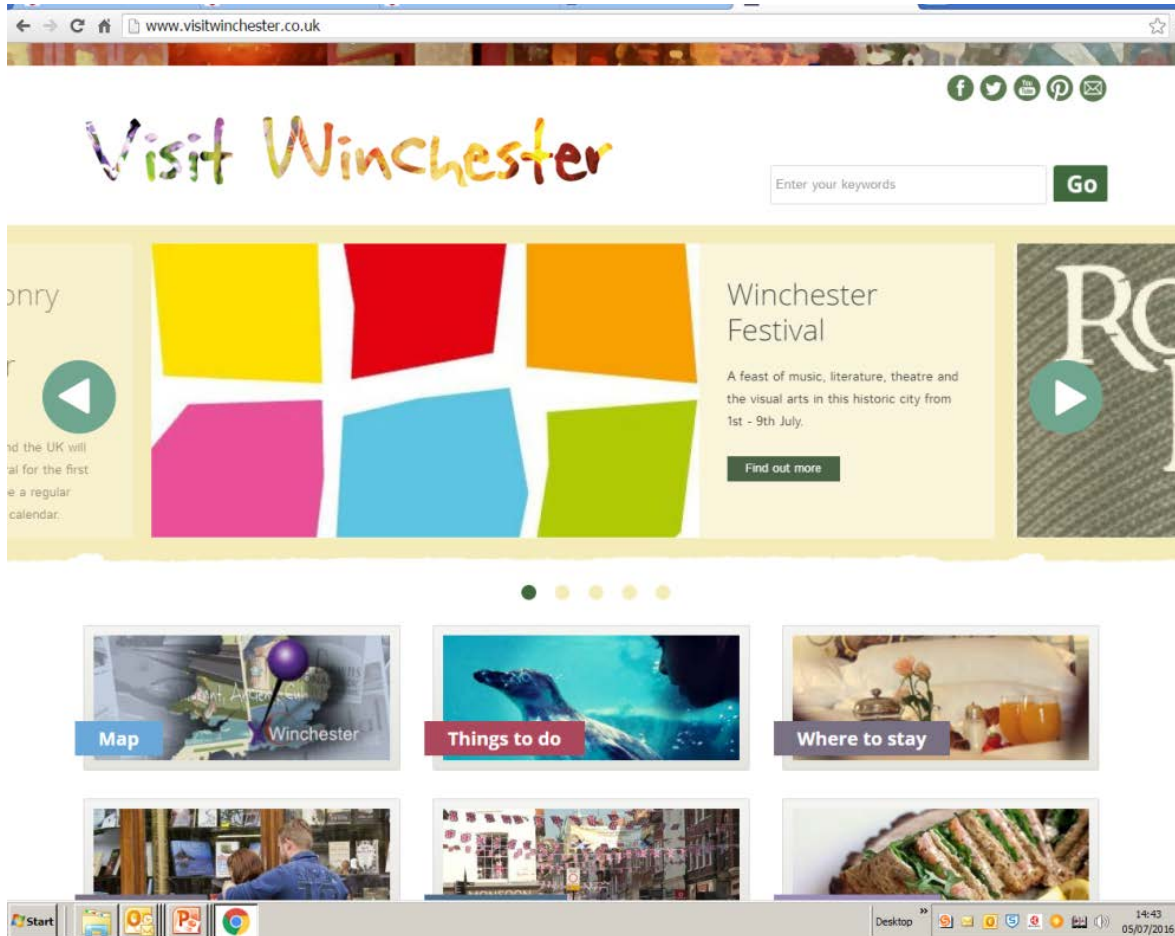 www.visitwinchester.co.uk
Visit Winchester
Enter your keywords
Go
onry
r
nd the UK will
al for the first
e a regular
calendar.
Winchester
Festival
A feast of music, literature, theatre and
the visual arts in this historic city from
1st - 9th July.
Find out more
RO
Map
Winchester
Things to do
Where to stay
MONSOON
Start
Desktop
14:43
05/07/2016